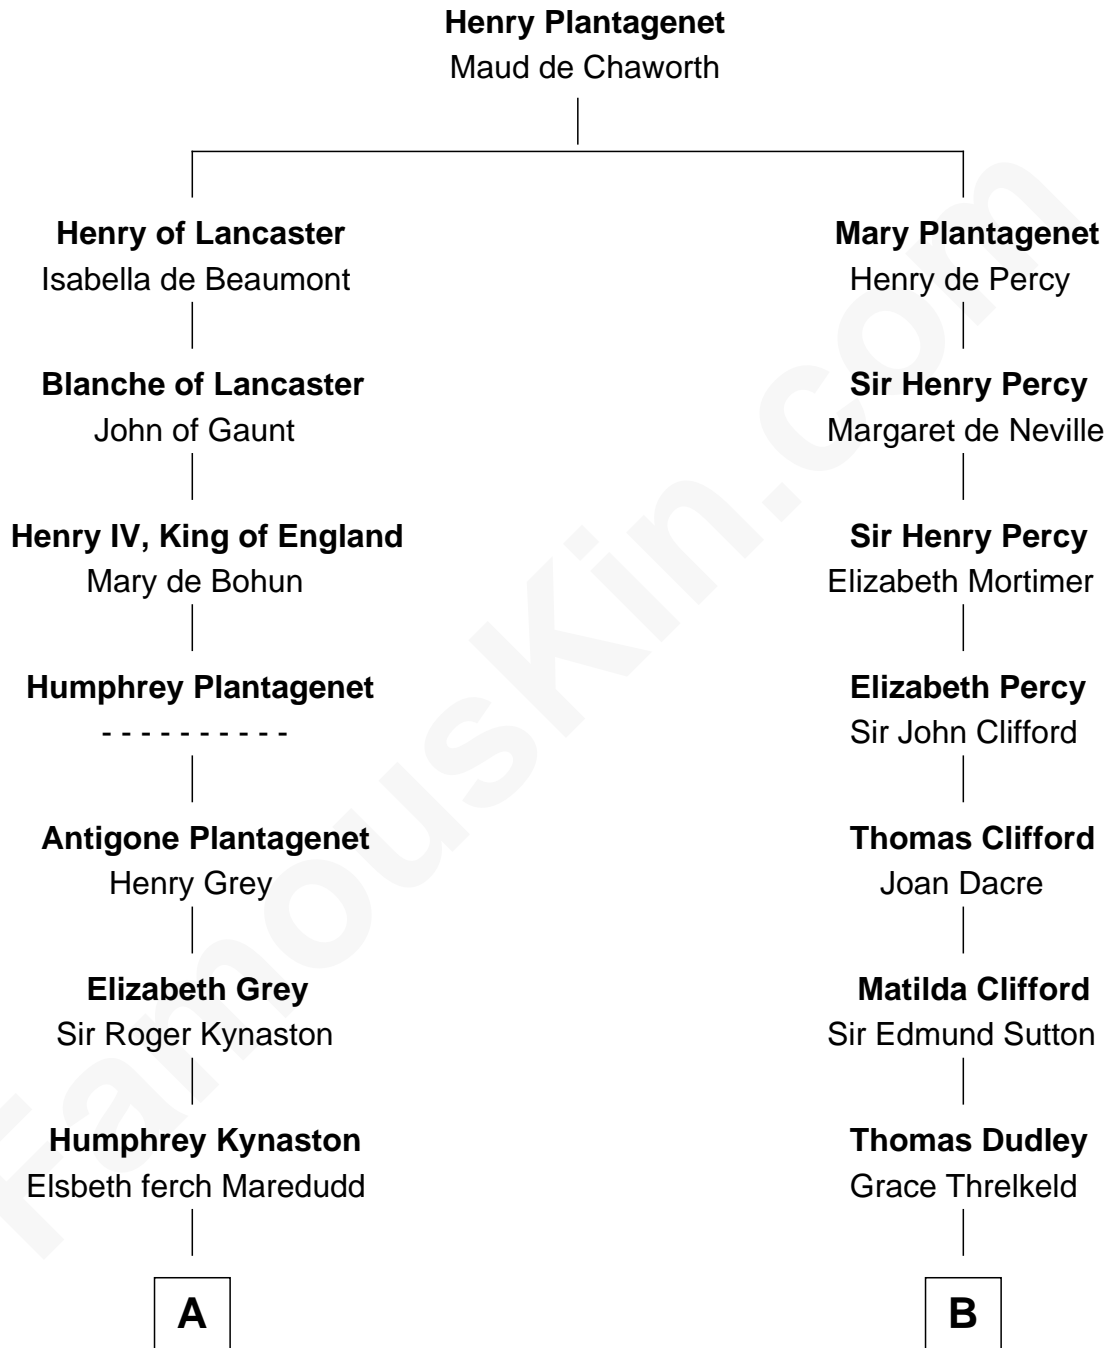 Henry Plantagenet
Maud de Chaworth
Henry of Lancaster
Isabella de Beaumont
Mary Plantagenet
Henry de Percy
Blanche of Lancaster
John of Gaunt
Sir Henry Percy
Margaret de Neville
Henry IV, King of England
Mary de Bohun
Sir Henry Percy
Elizabeth Mortimer
Humphrey Plantagenet
- - - - - - - - - -
Elizabeth Percy
Sir John Clifford
Antigone Plantagenet
Henry Grey
Thomas Clifford
Joan Dacre
Elizabeth Grey
Sir Roger Kynaston
Matilda Clifford
Sir Edmund Sutton
Humphrey Kynaston
Elsbeth ferch Maredudd
Thomas Dudley
Grace Threlkeld
A
B
FamousKin.com